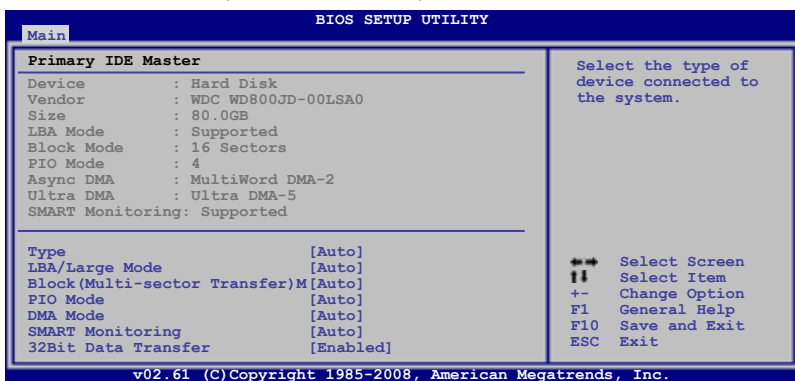 BIOS SETUP UTILITY
Main
Primary IDE Master
Device : Hard Disk
Vendor : WDC WD800JD-00LSA0
Size : 80.0GB
LBA Mode : Supported
Block Mode : 16 Sectors
PIO Mode : 4
Async DMA : MultiWord DMA-2
Ultra DMA : Ultra DMA-5
SMART Monitoring: Supported
Type [Auto]
LBA/Large Mode [Auto]
Block(Multi-sector Transfer)M[Auto]
PIO Mode [Auto]
DMA Mode [Auto]
SMART Monitoring [Auto]
32Bit Data Transfer [Enabled]
Select the type of
device connected to
the system.
←→ Select Screen
↑↓ Select Item
+- Change Option
F1 General Help
F10 Save and Exit
ESC Exit
v02.61 (C)Copyright 1985-2008, American Megatrends, Inc.